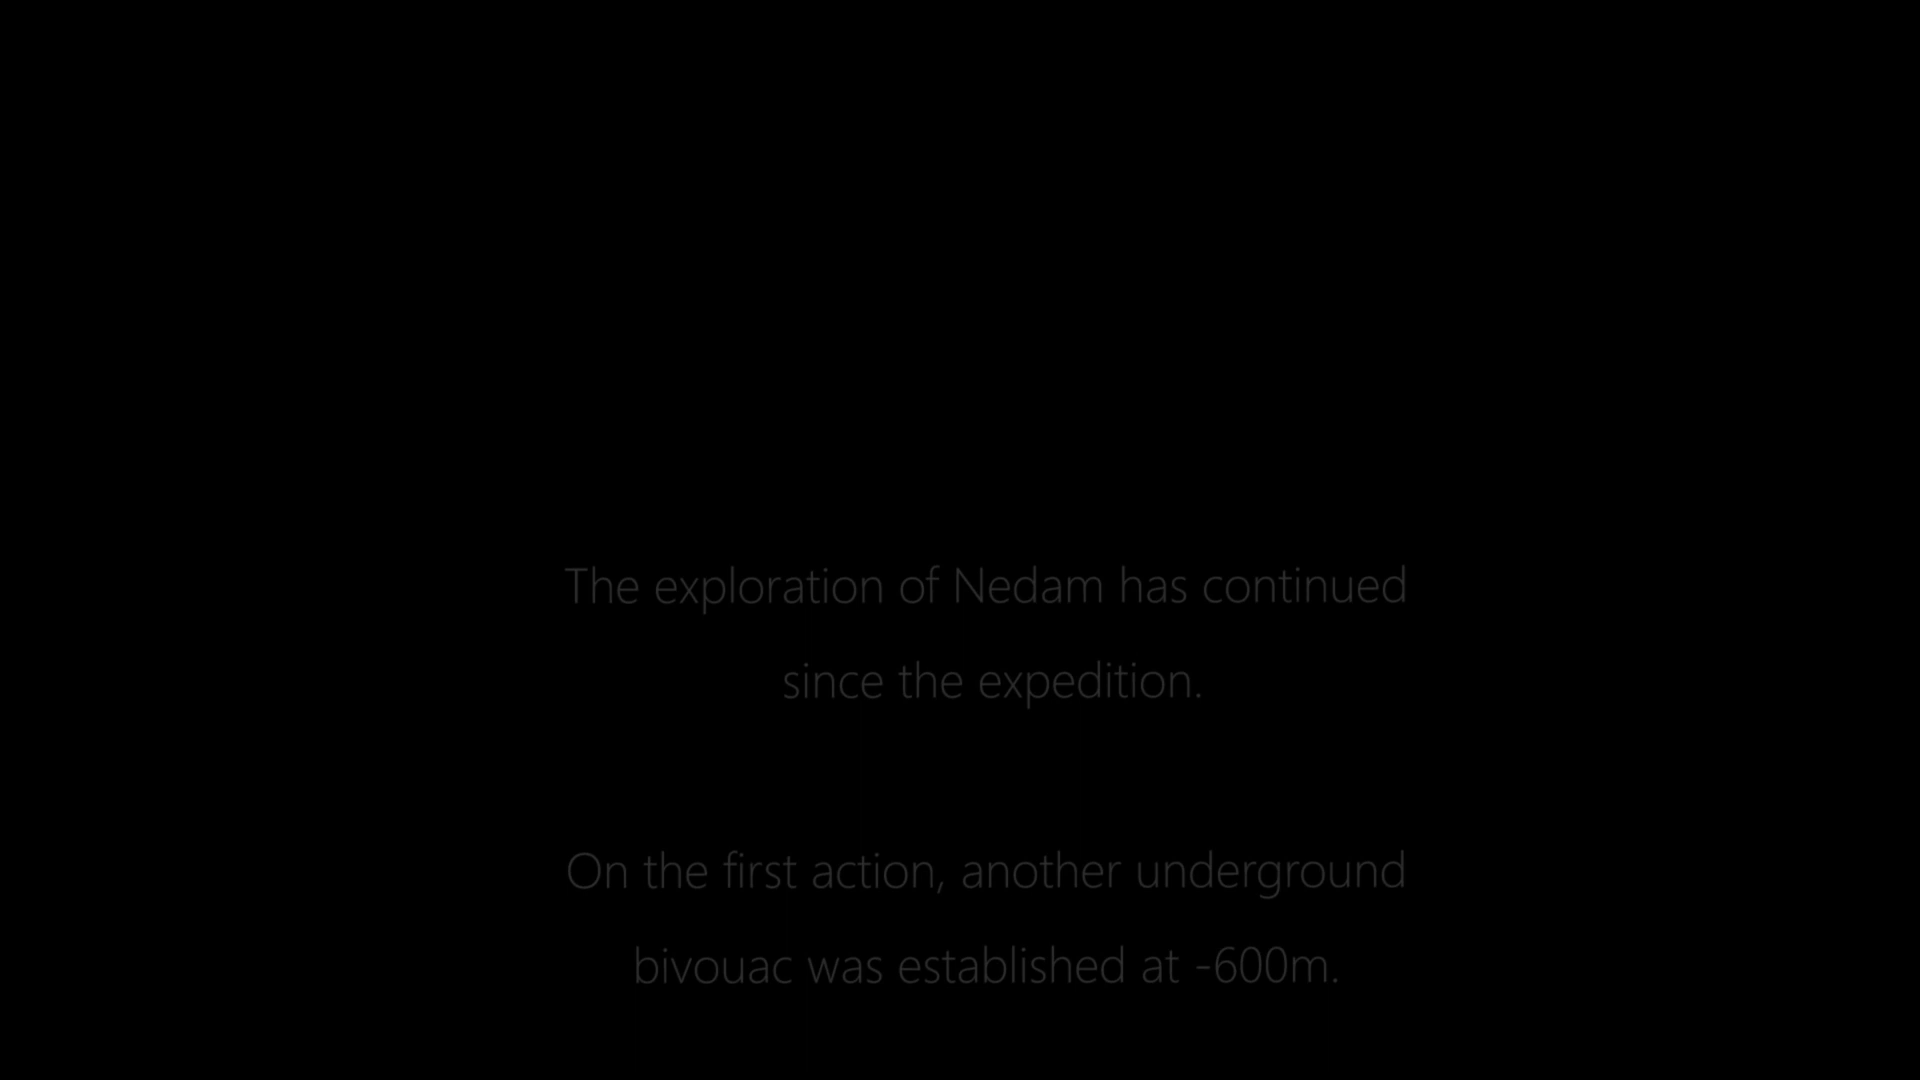 The exploration of Nedam has continued
since the expedition.
On the first action, another underground
bivouac was established at -600m.